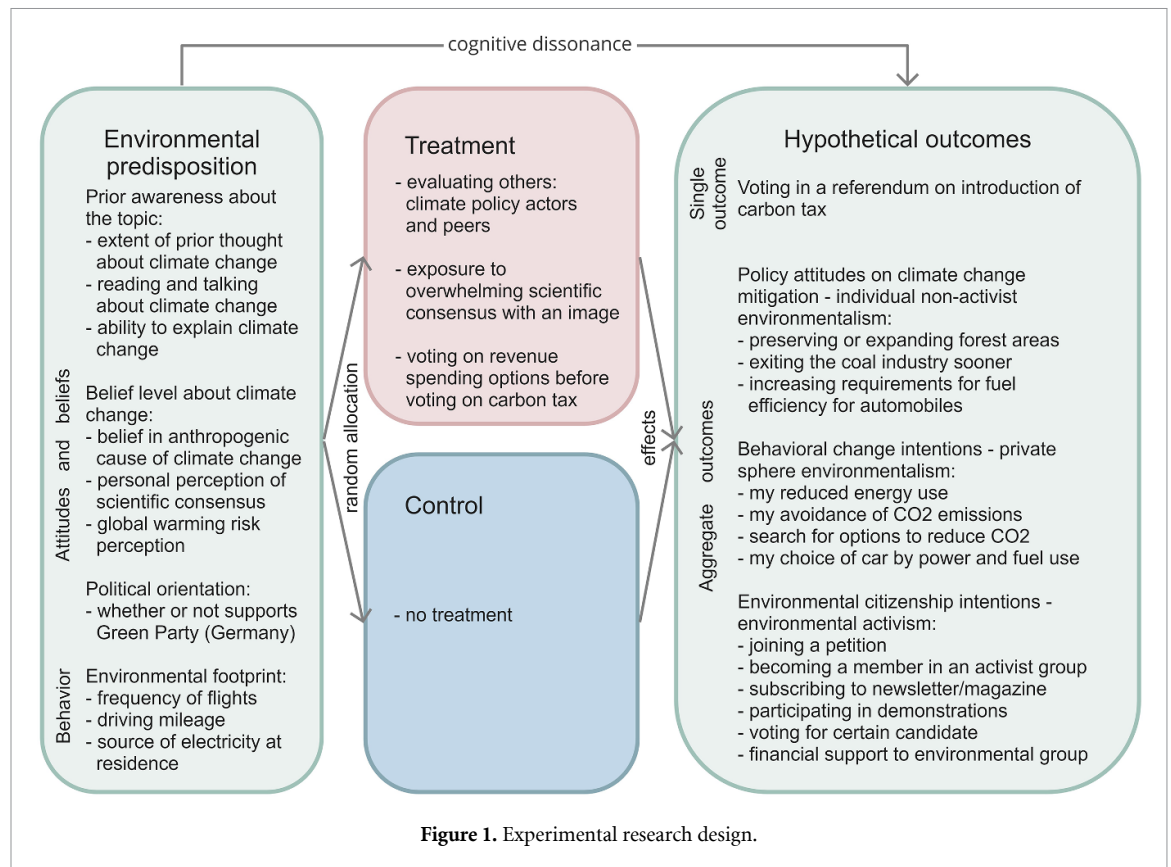 cognitive dissonance
Environmental
predisposition
Prior awareness about
the topic:
- extent of prior thought
about climate change
- reading and talking
about climate change
- ability to explain climate
change
Attitudes and beliefs
Belief level about climate
change:
- belief in anthropogenic
cause of climate change
- personal perception of
scientific consensus
- global warming risk
perception
Political orientation:
- whether or not supports
Green Party (Germany)
Behavior
Environmental footprint:
- frequency of flights
- driving mileage
- source of electricity at
residence
random allocation
Treatment
- evaluating others:
climate policy actors
and peers
- exposure to
overwhelming scientific
consensus with an image
- voting on revenue
spending options before
voting on carbon tax
Control
- no treatment
effects
Hypothetical outcomes
Single
outcome
Voting in a referendum on introduction of
carbon tax
Aggregate outcomes
Policy attitudes on climate change
mitigation - individual non-activist
environmentalism:
- preserving or expanding forest areas
- exiting the coal industry sooner
- increasing requirements for fuel
efficiency for automobiles
Behavioral change intentions - private
sphere environmentalism:
- my reduced energy use
- my avoidance of CO2 emissions
- search for options to reduce CO2
- my choice of car by power and fuel use
Environmental citizenship intentions -
environmental activism:
- joining a petition
- becoming a member in an activist group
- subscribing to newsletter/magazine
- participating in demonstrations
- voting for certain candidate
- financial support to environmental group
Figure 1. Experimental research design.